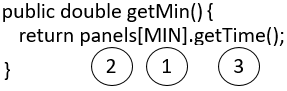 public double getMin() {
return panels[MIN].getTime();
} 2 1 3